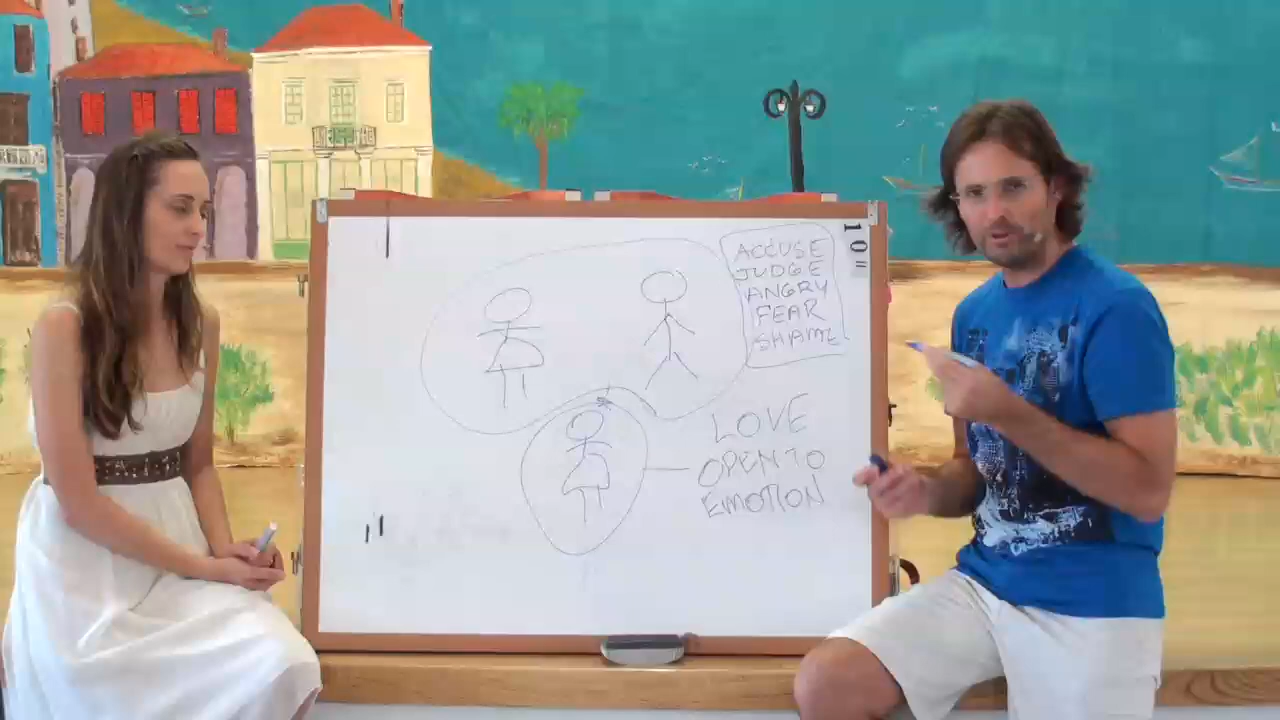 ACCUSE
JUDGE
ANGRY
FEAR
SHAME
LOVE
OPEN TO
EMOTION